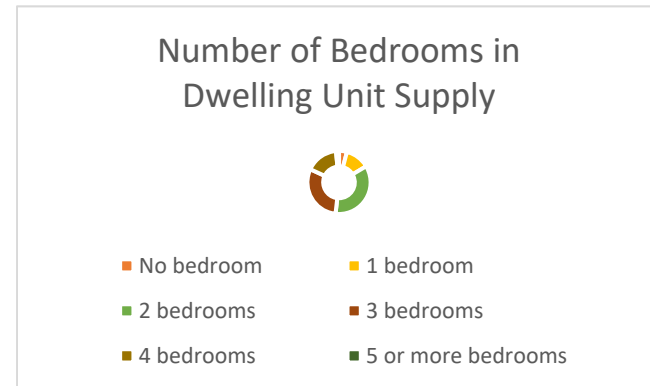 Number of Bedrooms in
Dwelling Unit Supply
No bedroom
1 bedroom
2 bedrooms
3 bedrooms
4 bedrooms
5 or more bedrooms